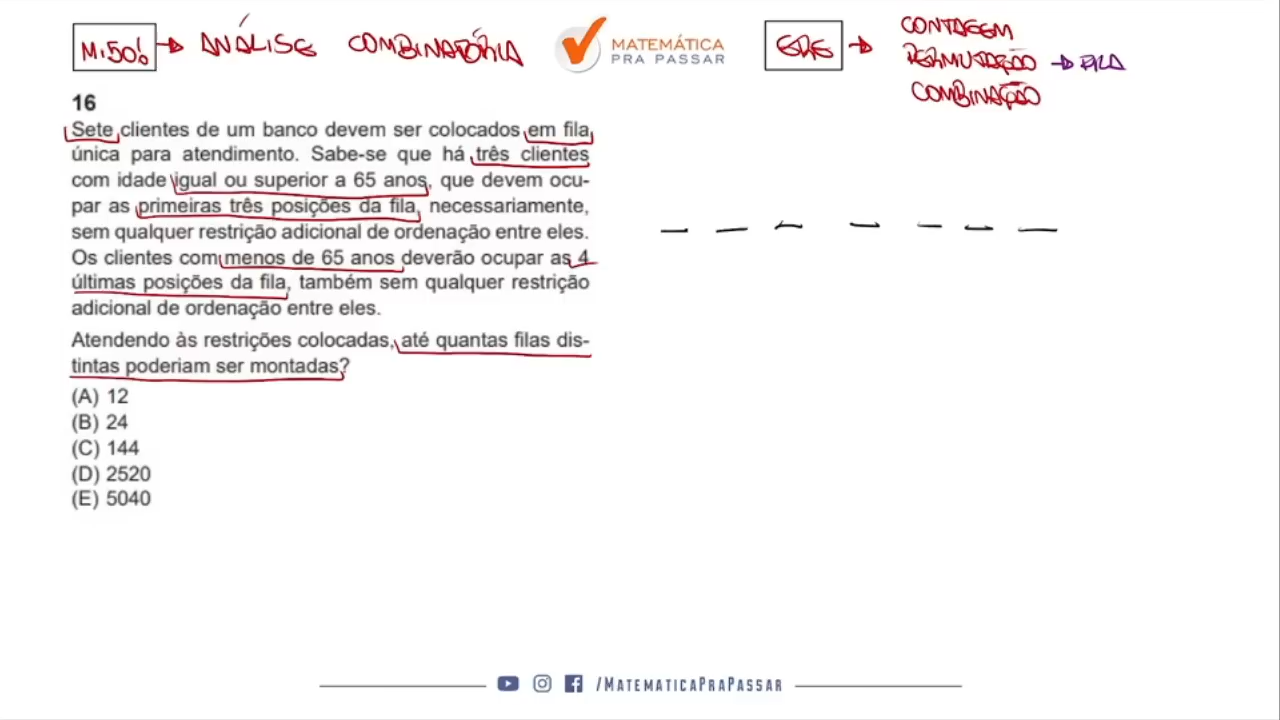 M.50! → ANÁLISE COMBINATÓRIA
MATEMÁTICA
PRA PASSAR
→ CONTAGEM
PERMUTAÇÃO → FILA
COMBINAÇÃO
16
Sete clientes de um banco devem ser colocados em fila
única para atendimento. Sabe-se que há três clientes
com idade igual ou superior a 65 anos, que devem ocu-
par as primeiras três posições da fila, necessariamente,
sem qualquer restrição adicional de ordenação entre eles.
Os clientes com menos de 65 anos deverão ocupar as 4
últimas posições da fila, também sem qualquer restrição
adicional de ordenação entre eles.
Atendendo às restrições colocadas, até quantas filas dis-
tintas poderiam ser montadas?
(A) 12
(B) 24
(C) 144
(D) 2520
(E) 5040
/MATEMATICAPRAPASSAR